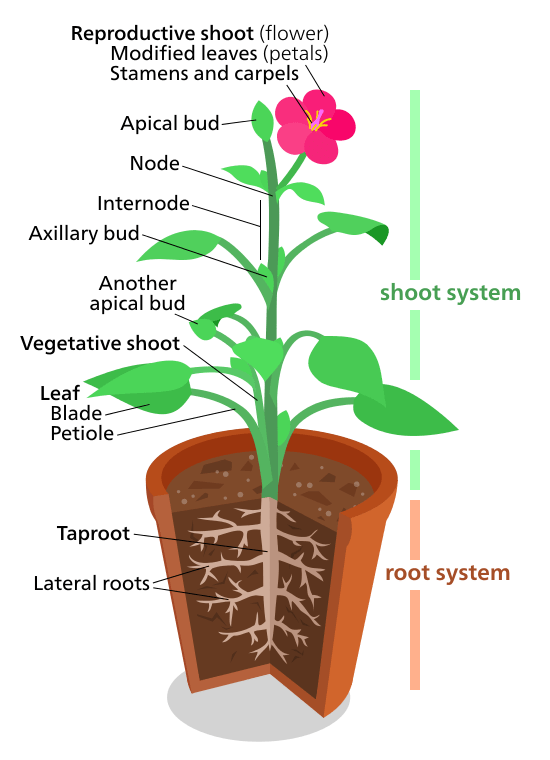 Reproductive shoot (flower)
Modified leaves (petals)
Stamens and carpels
Apical bud
Node
Internode
Axillary bud
Another
apical bud
shoot system
Vegetative shoot
Leaf
Blade
Petiole
Taproot
root system
Lateral roots